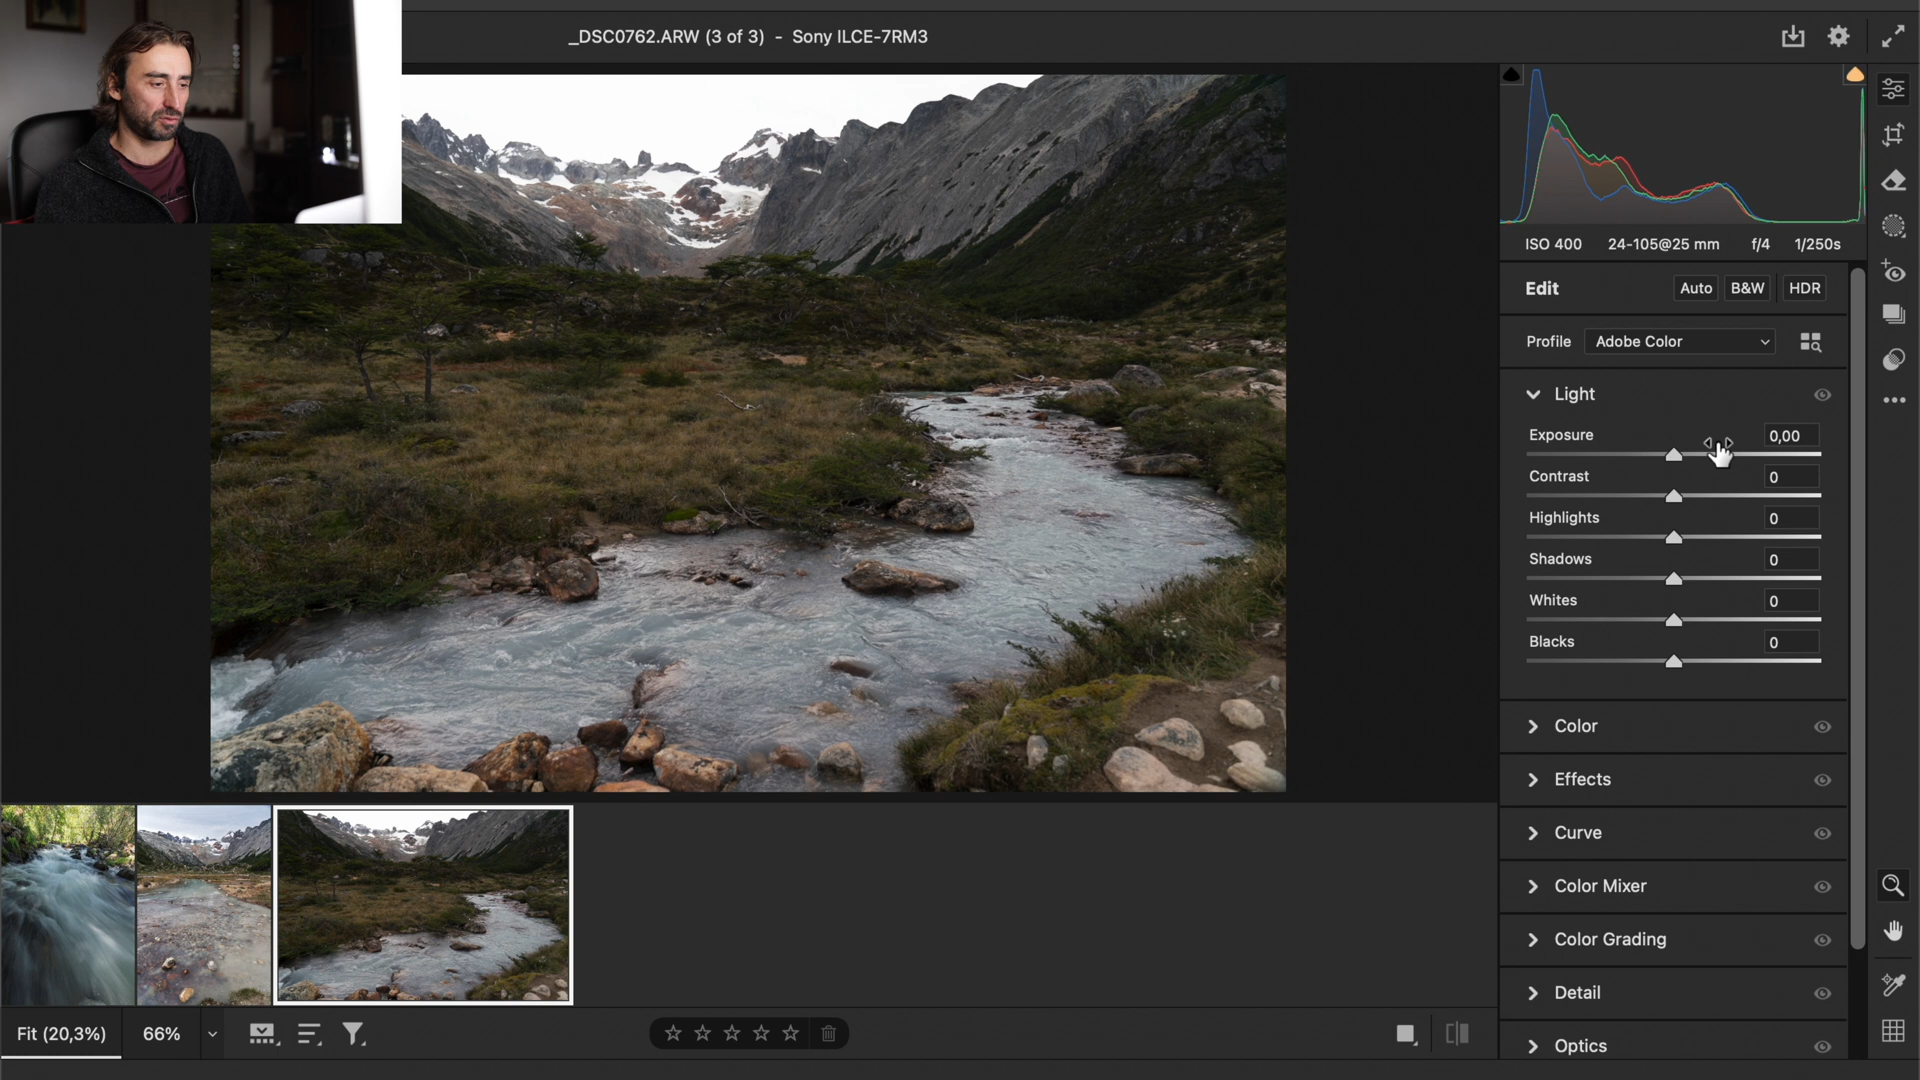 _DSC0762.ARW (3 of 3) - Sony ILCE-7RM3
ISO 400 24-105@25 mm f/4 1/250s
Edit Auto B&W HDR
Profile Adobe Color
Light
Exposure 0,00
Contrast 0
Highlights 0
Shadows 0
Whites 0
Blacks 0
Color
Effects
Curve
Color Mixer
Color Grading
Detail
Optics
Fit (20,3%) 66%